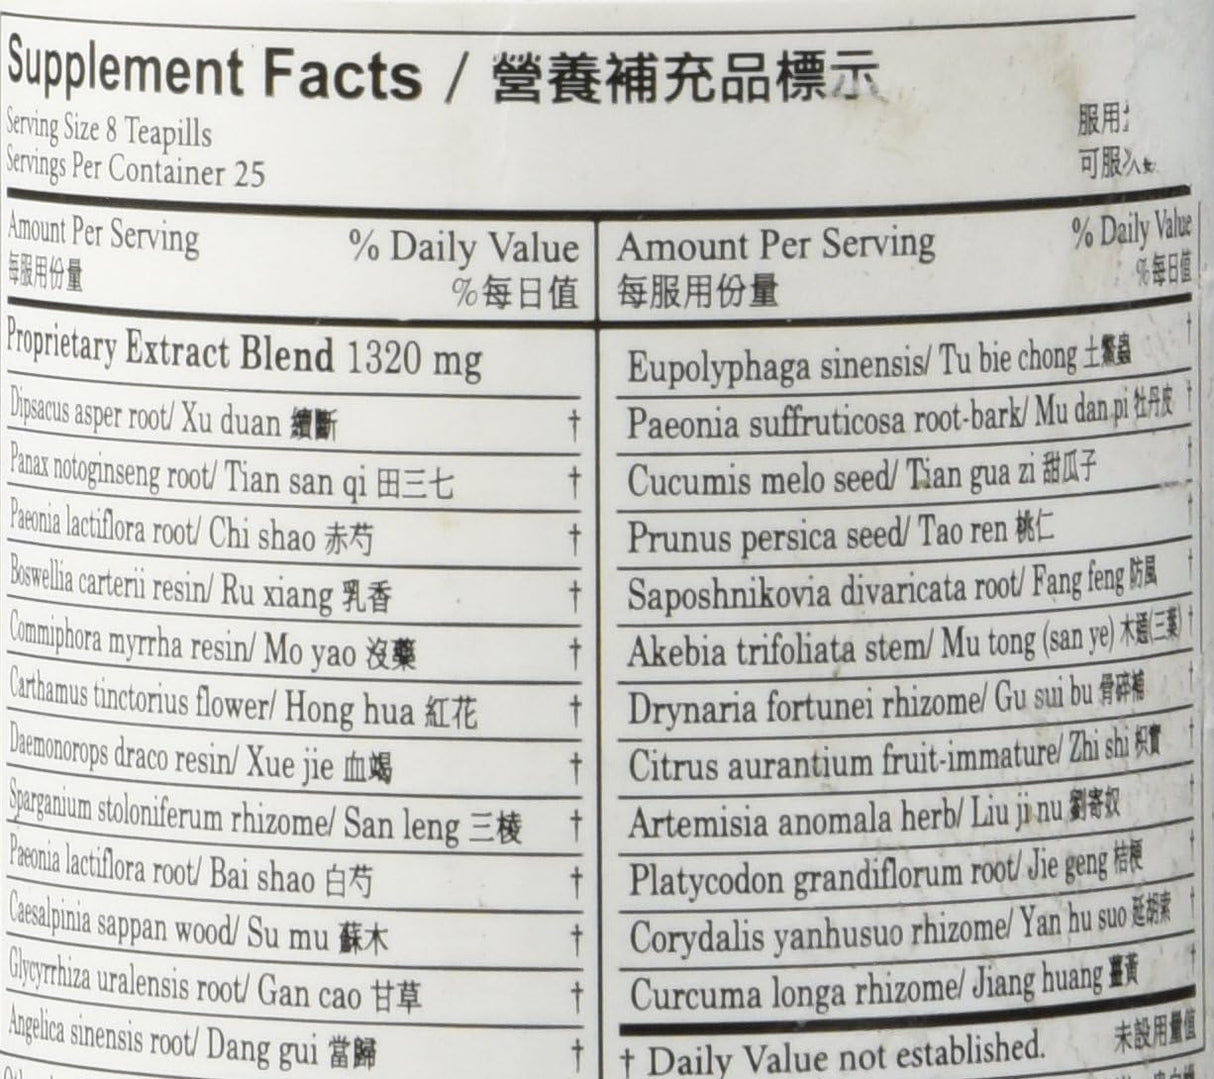 Supplement Facts / 營養補充品標示
Serving Size 8 Teapills
服用
Servings Per Container 25
可服
Amount Per Serving % Daily Value
每服用份量 %每日值
Proprietary Extract Blend 1320 mg
Dipsacus asper root/ Xu duan 續斷 †
Panax notoginseng root/ Tian san qi 田三七 †
Paeonia lactiflora root/ Chi shao 赤芍 †
Boswellia carterii resin/ Ru xiang 乳香 †
Commiphora myrrha resin/ Mo yao 沒藥 †
Carthamus tinctorius flower/ Hong hua 紅花 †
Daemonorops draco resin/ Xue jie 血竭 †
Sparganium stoloniferum rhizome/ San leng 三棱 †
Paeonia lactiflora root/ Bai shao 白芍 †
Caesalpinia sappan wood/ Su mu 蘇木 †
Glycyrrhiza uralensis root/ Gan cao 甘草 †
Angelica sinensis root/ Dang gui 當歸 †
Amount Per Serving % Daily Value
每服用份量 %每日值
Eupolyphaga sinensis/ Tu bie chong 土鱉蟲 †
Paeonia suffruticosa root-bark/ Mu dan pi 牡丹皮 †
Cucumis melo seed/ Tian gua zi 甜瓜子 †
Prunus persica seed/ Tao ren 桃仁 †
Saposhnikovia divaricata root/ Fang feng 防風 †
Akebia trifoliata stem/ Mu tong (san ye) 木通(三葉) †
Drynaria fortunei rhizome/ Gu sui bu 骨碎補 †
Citrus aurantium fruit-immature/ Zhi shi 枳實 †
Artemisia anomala herb/ Liu ji nu 劉寄奴 †
Platycodon grandiflorum root/ Jie geng 桔梗 †
Corydalis yanhusuo rhizome/ Yan hu suo 延胡索 †
Curcuma longa rhizome/ Jiang huang 薑黃 †
† Daily Value not established. 未設用量值